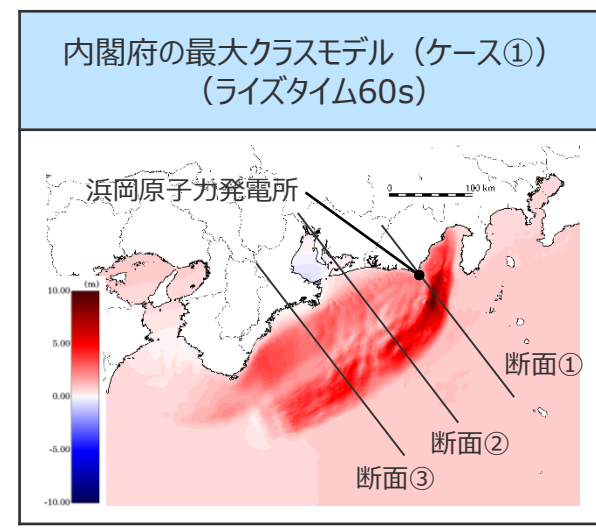 内閣府の最大クラスモデル（ケース①）
（ライズタイム60s）
浜岡原子力発電所
0 100 km
(m)
10.00
5.00
0.00
-5.00
-10.00
断面①
断面②
断面③